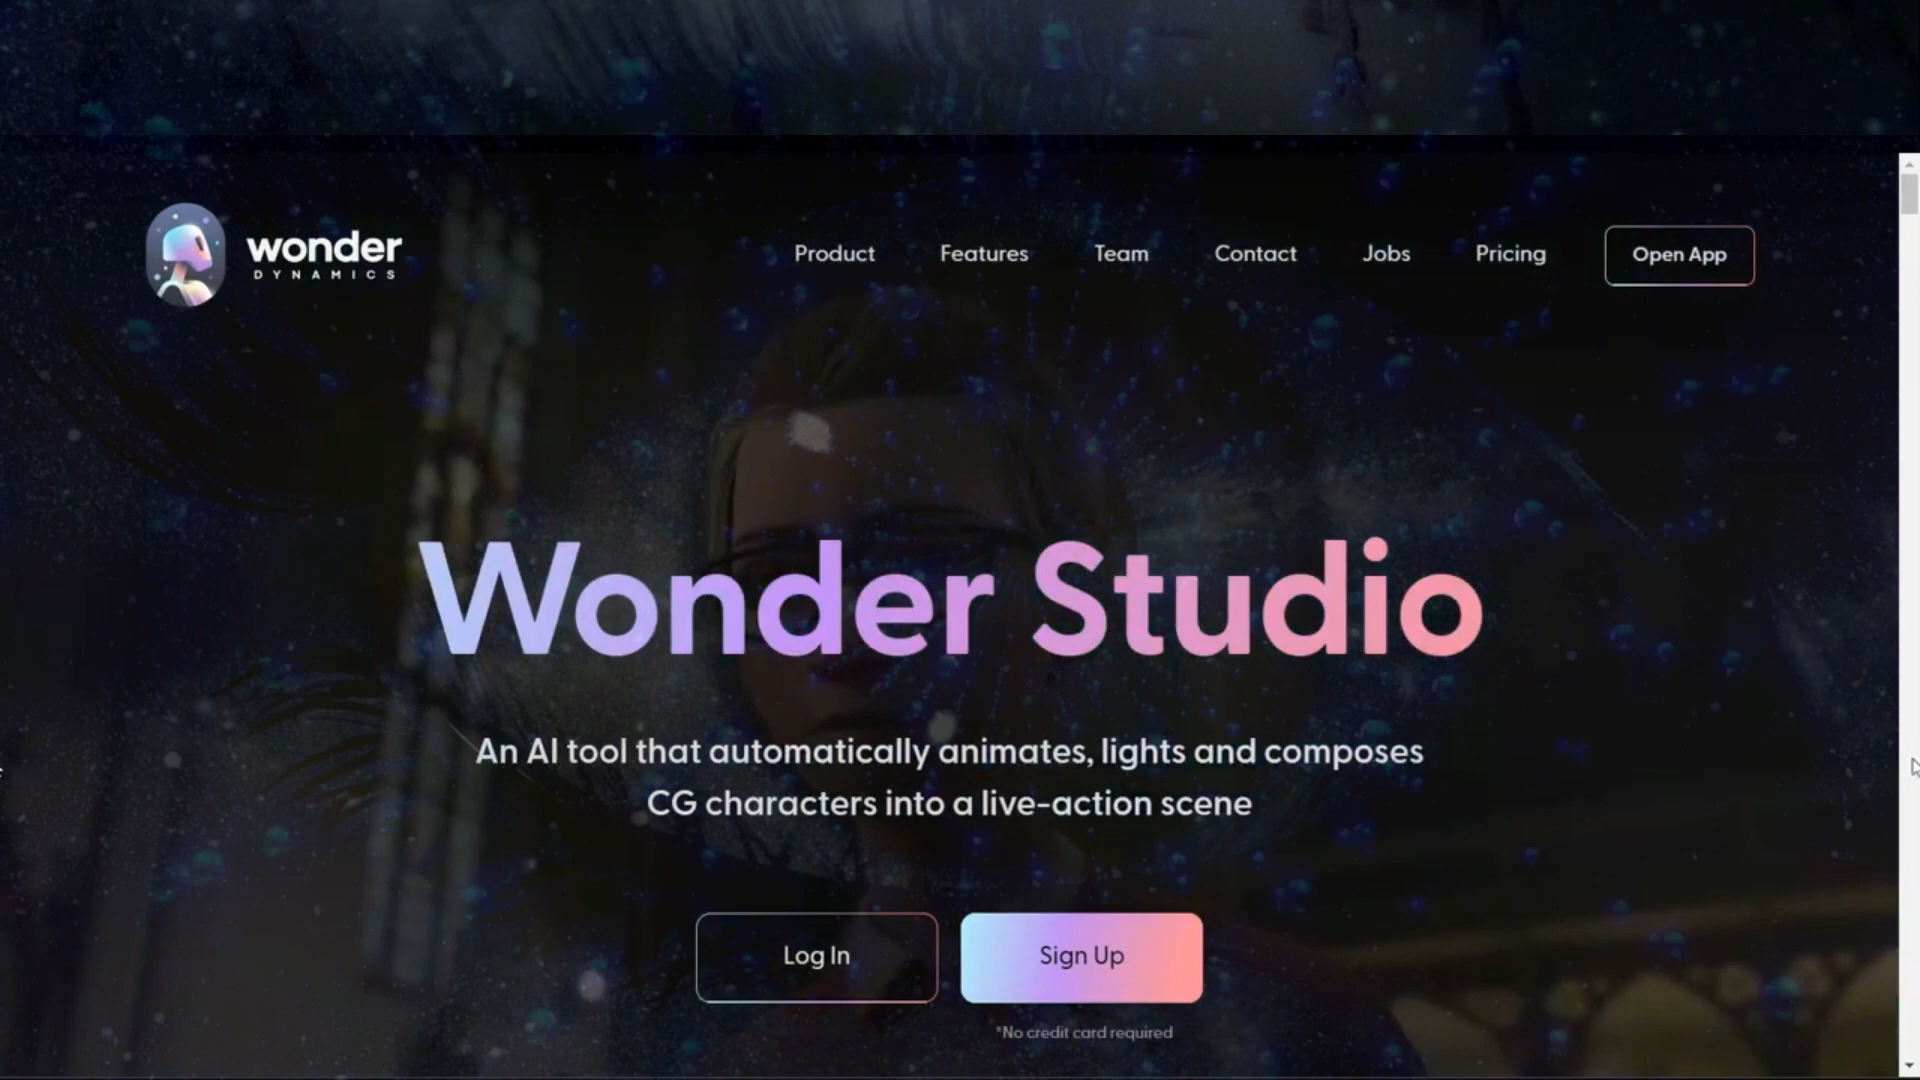 wonder
DYNAMICS
Product
Features
Team
Contact
Jobs
Pricing
Open App
Wonder Studio
An AI tool that automatically animates, lights and composes
CG characters into a live-action scene
Log In
Sign Up
*No credit card required